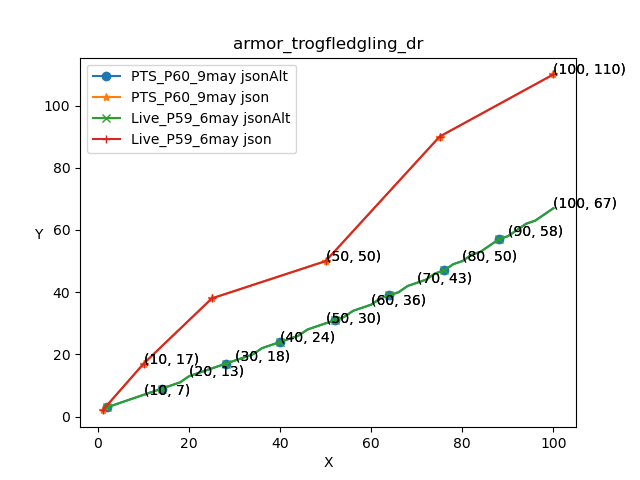 armor_trogfledgling_dr
PTS_P60_9may jsonAlt
PTS_P60_9may json
Live_P59_6may jsonAlt
Live_P59_6may json
(100, 110)
(100, 67)
(90, 58)
(80, 50)
(70, 43)
(60, 36)
(50, 50)
(50, 30)
(40, 24)
(30, 18)
(20, 13)
(10, 17)
(10, 7)
Y
100
80
60
40
20
0
0 20 40 60 80 100
X